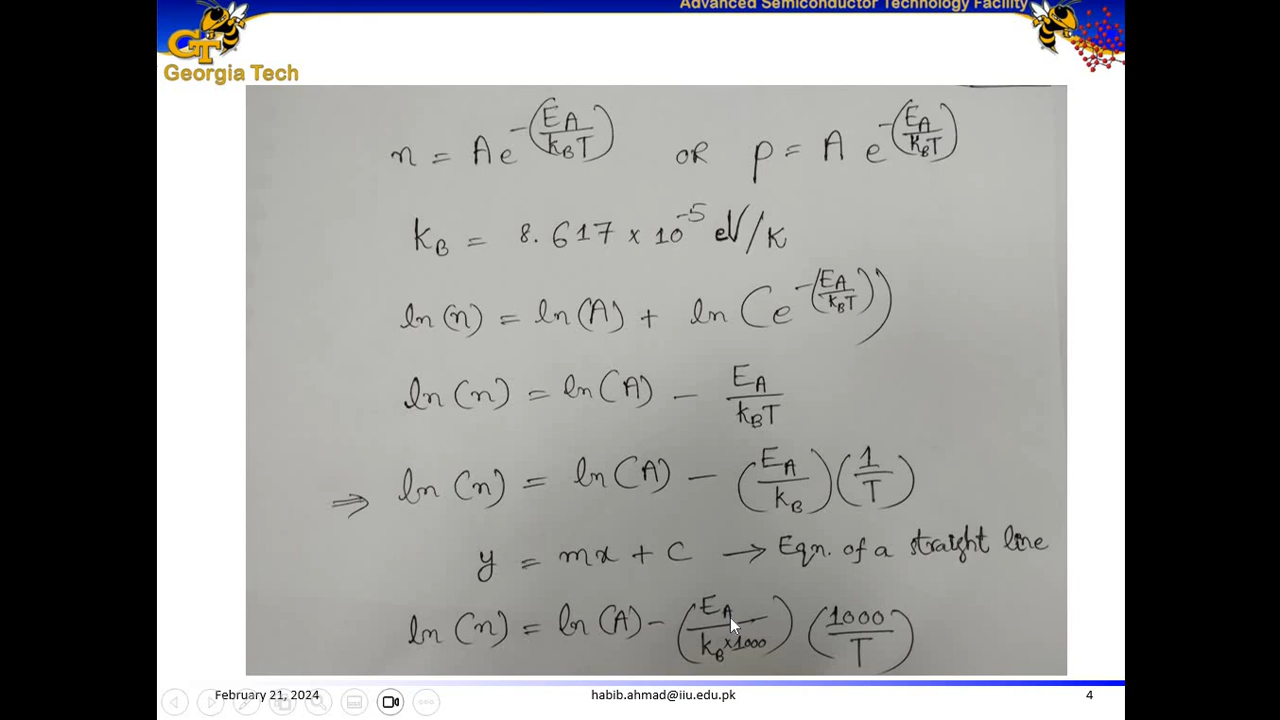 Advanced Semiconductor Technology Facility
GT
Georgia Tech
n = A e^-(E_A/k_BT) OR p = A e^-(E_A/k_BT)
k_B = 8.617 × 10^-5 eV/K
ln(n) = ln(A) + ln(e^-(E_A/k_BT))
ln(n) = ln(A) - E_A/k_BT
⇒ ln(n) = ln(A) - (E_A/k_B)(1/T)
y = mx + C → Eqn. of a straight line
ln(n) = ln(A) - (E_A/k_B×1000)(1000/T)
February 21, 2024 habib.ahmad@iiu.edu.pk 4